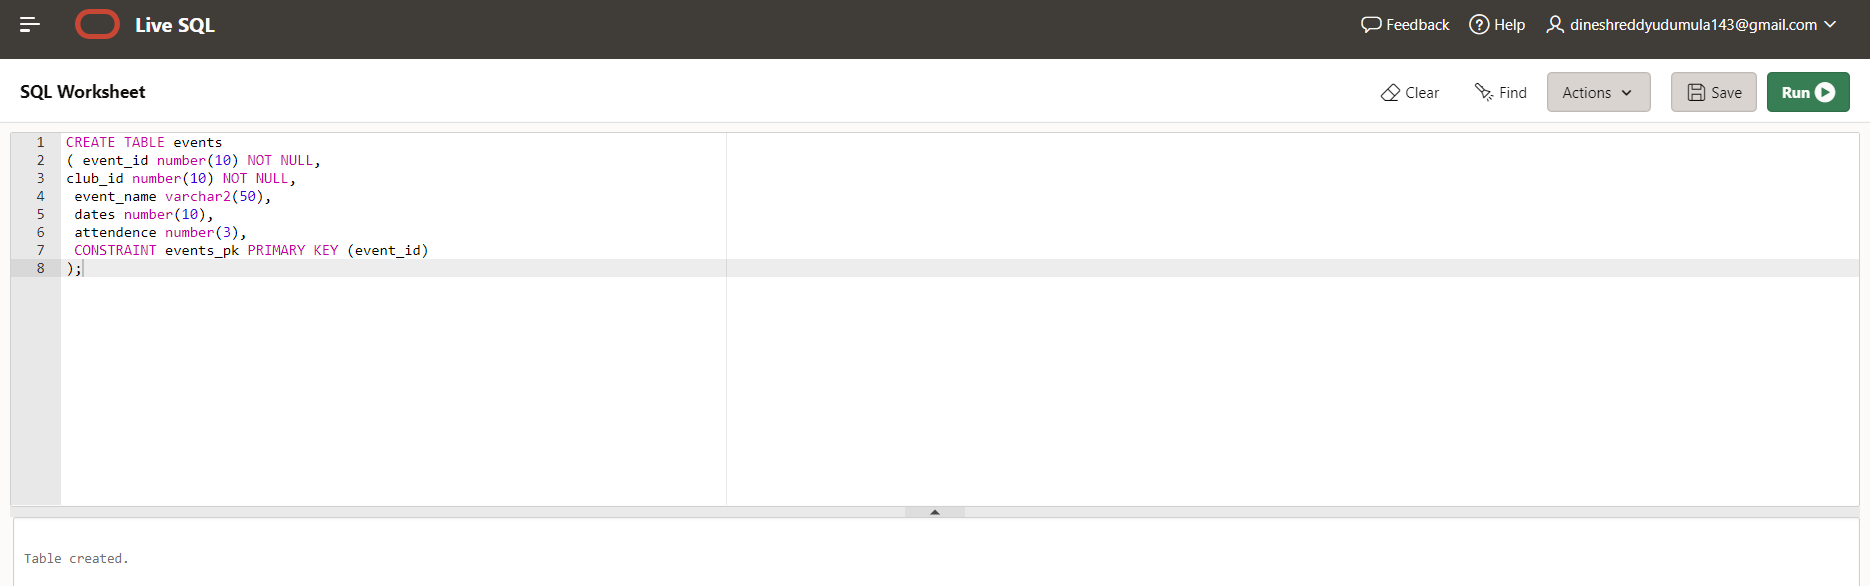 Live SQL
Feedback
Help
dineshreddyudumula143@gmail.com
SQL Worksheet
Clear
Find
Actions
Save
Run
1 CREATE TABLE events
2 ( event_id number(10) NOT NULL,
3 club_id number(10) NOT NULL,
4 event_name varchar2(50),
5 dates number(10),
6 attendence number(3),
7 CONSTRAINT events_pk PRIMARY KEY (event_id)
8 );
Table created.